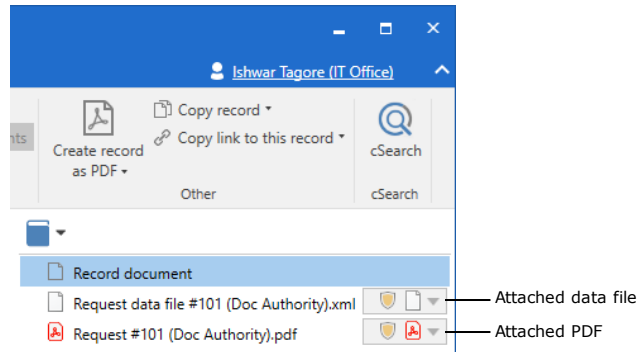 Ishwar Tagore (IT Office)
nts
Create record
as PDF
Copy record
Copy link to this record
cSearch
Other
cSearch
Record document
Request data file #101 (Doc Authority).xml
Attached data file
Request #101 (Doc Authority).pdf
Attached PDF